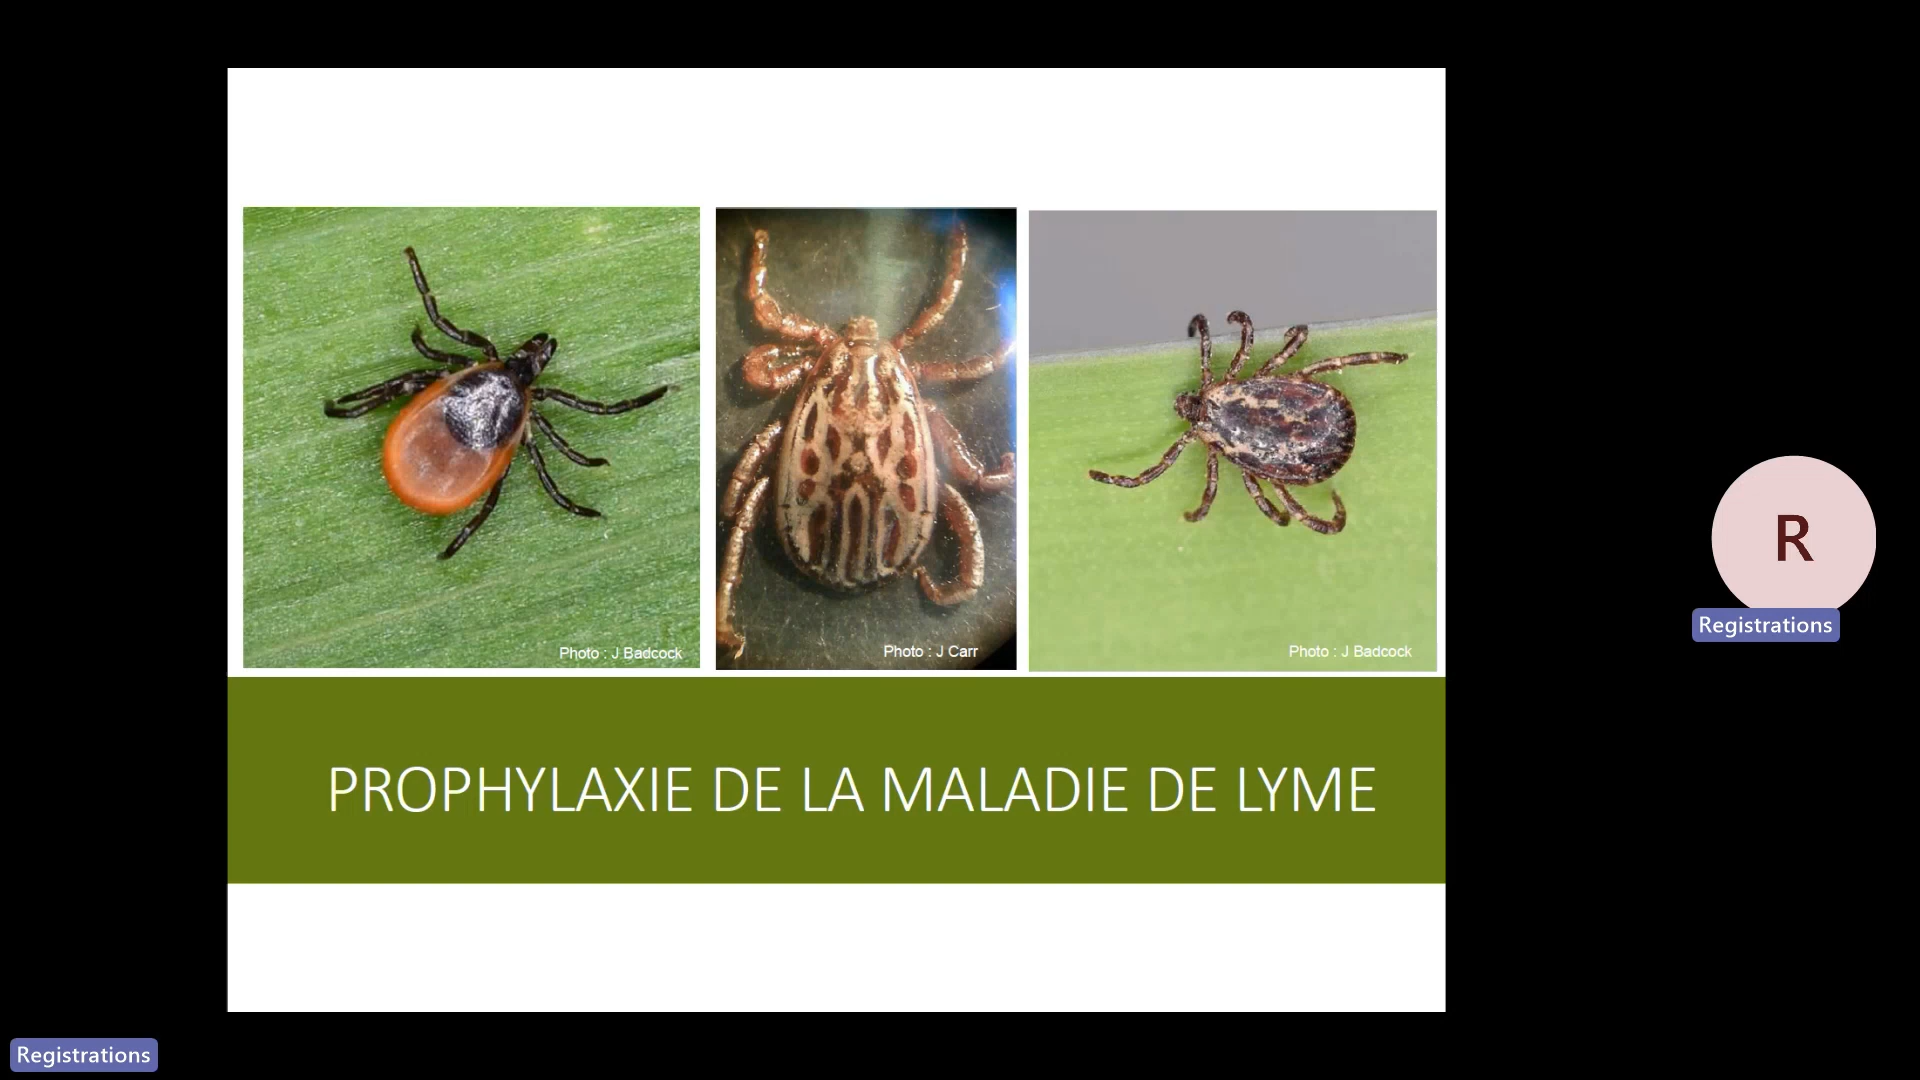 Photo : J Badcock
Photo : J Carr
Photo : J Badcock
PROPHYLAXIE DE LA MALADIE DE LYME
R
Registrations
Registrations